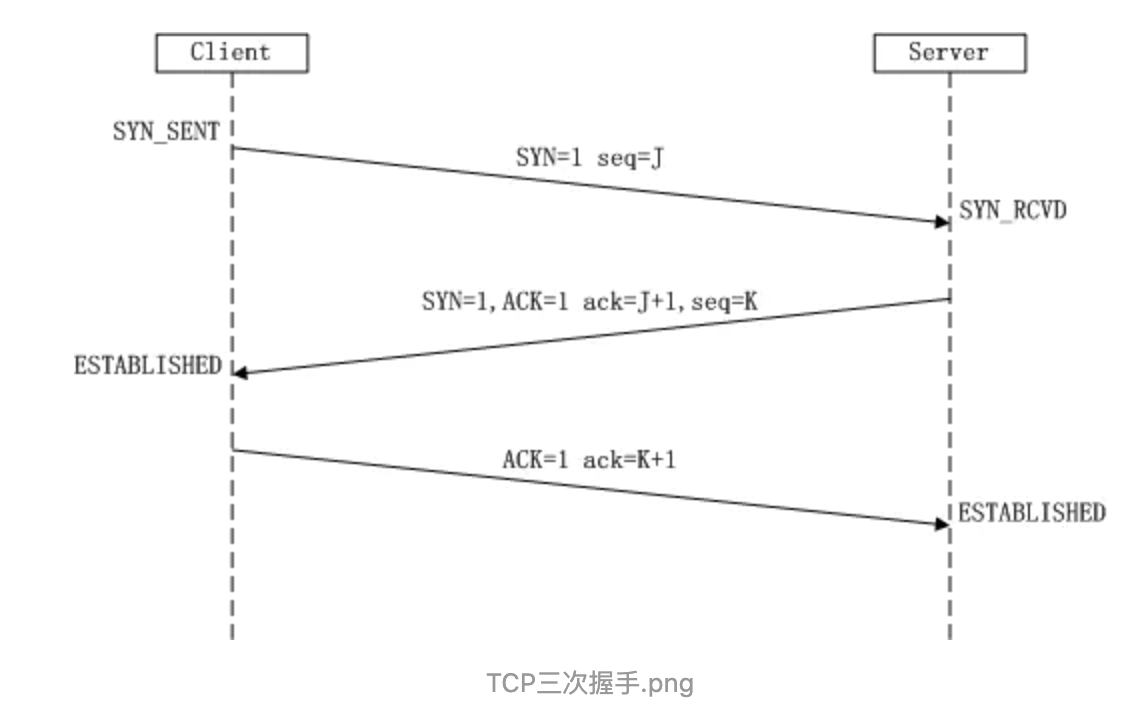 Client
Server
SYN_SENT
SYN=1 seq=J
SYN_RCVD
SYN=1,ACK=1 ack=J+1,seq=K
ESTABLISHED
ACK=1 ack=K+1
ESTABLISHED
TCP三次握手.png